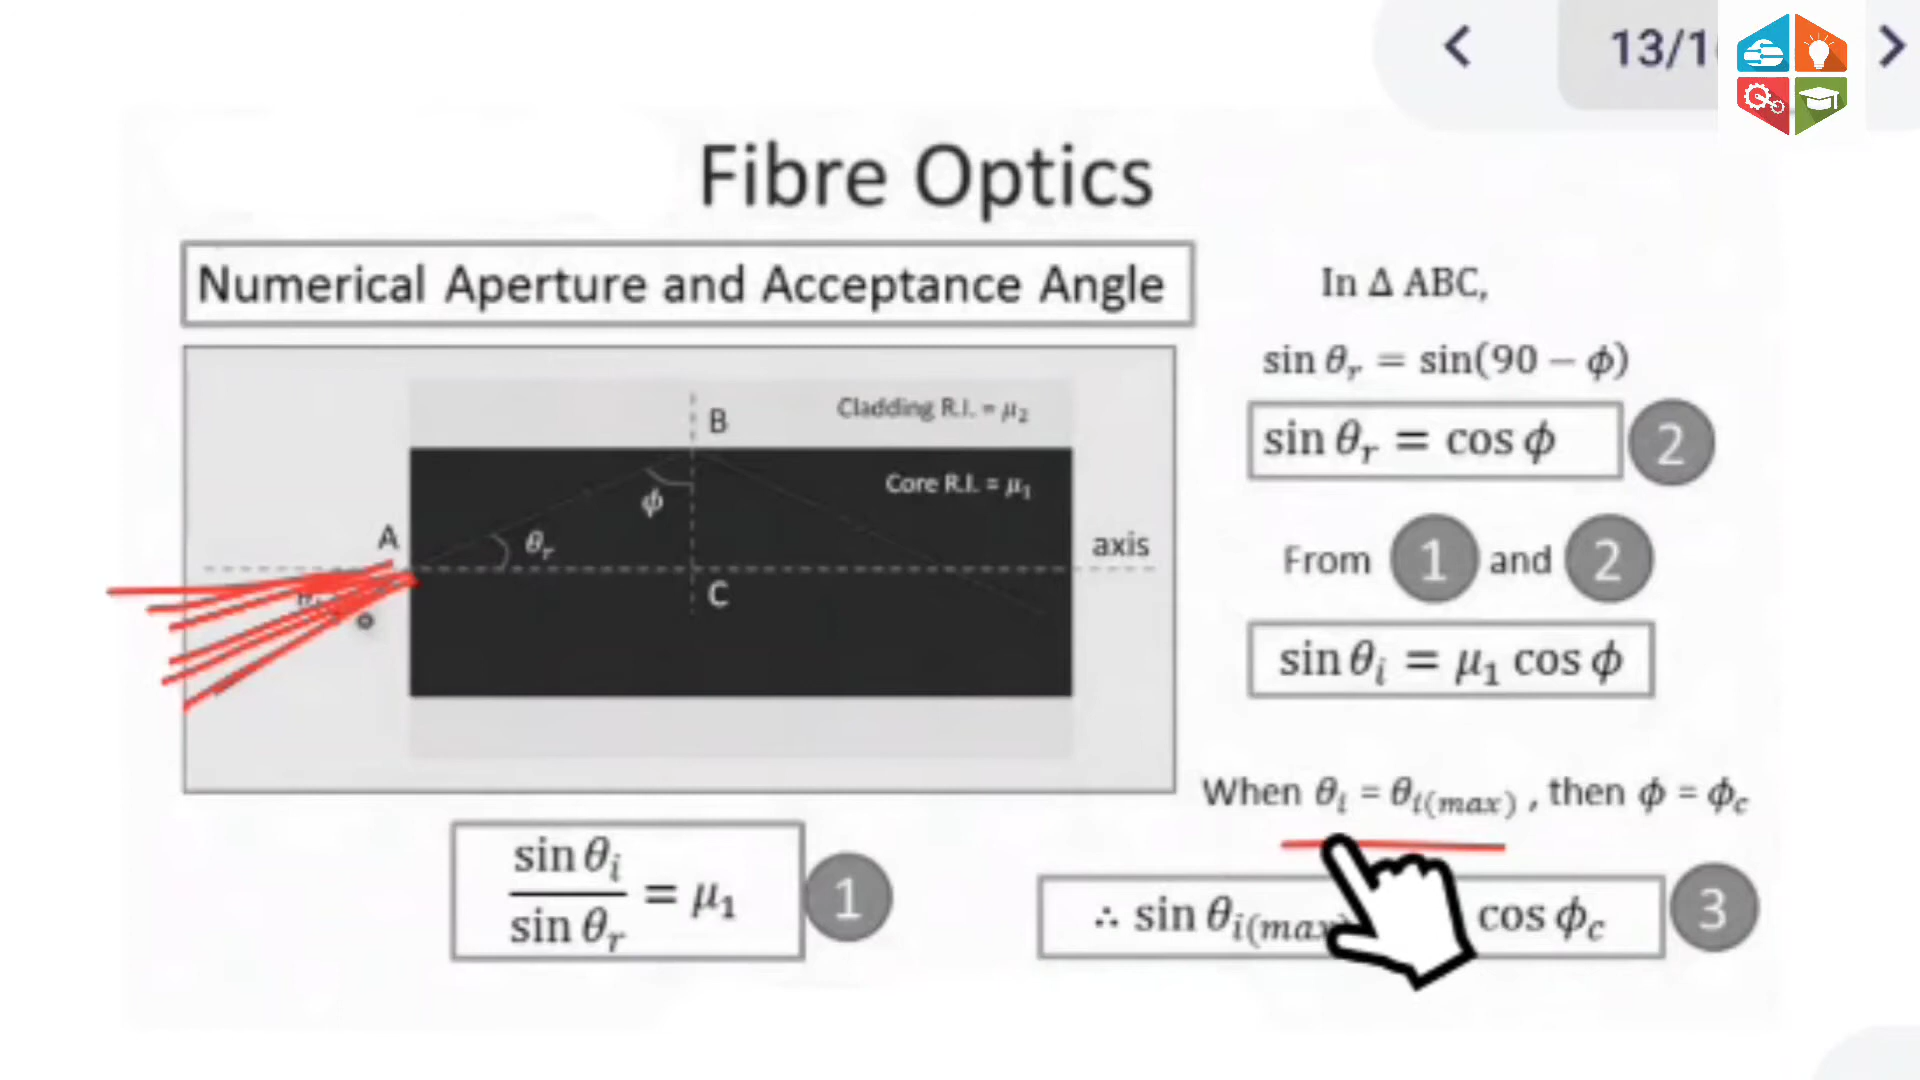 13/1
Fibre Optics
Numerical Aperture and Acceptance Angle
Cladding R.I. = μ₂
B
Core R.I. = μ₁
ϕ
A
θᵣ
axis
C
sin θᵢ / sin θᵣ = μ₁
1
In Δ ABC,
sin θᵣ = sin(90 − ϕ)
sin θᵣ = cos ϕ
2
From 1 and 2
sin θᵢ = μ₁ cos ϕ
When θᵢ = θᵢ₍ₘₐₓ₎ , then ϕ = ϕ_c
∴ sin θᵢ₍ₘₐₓ₎ cos ϕ_c
3